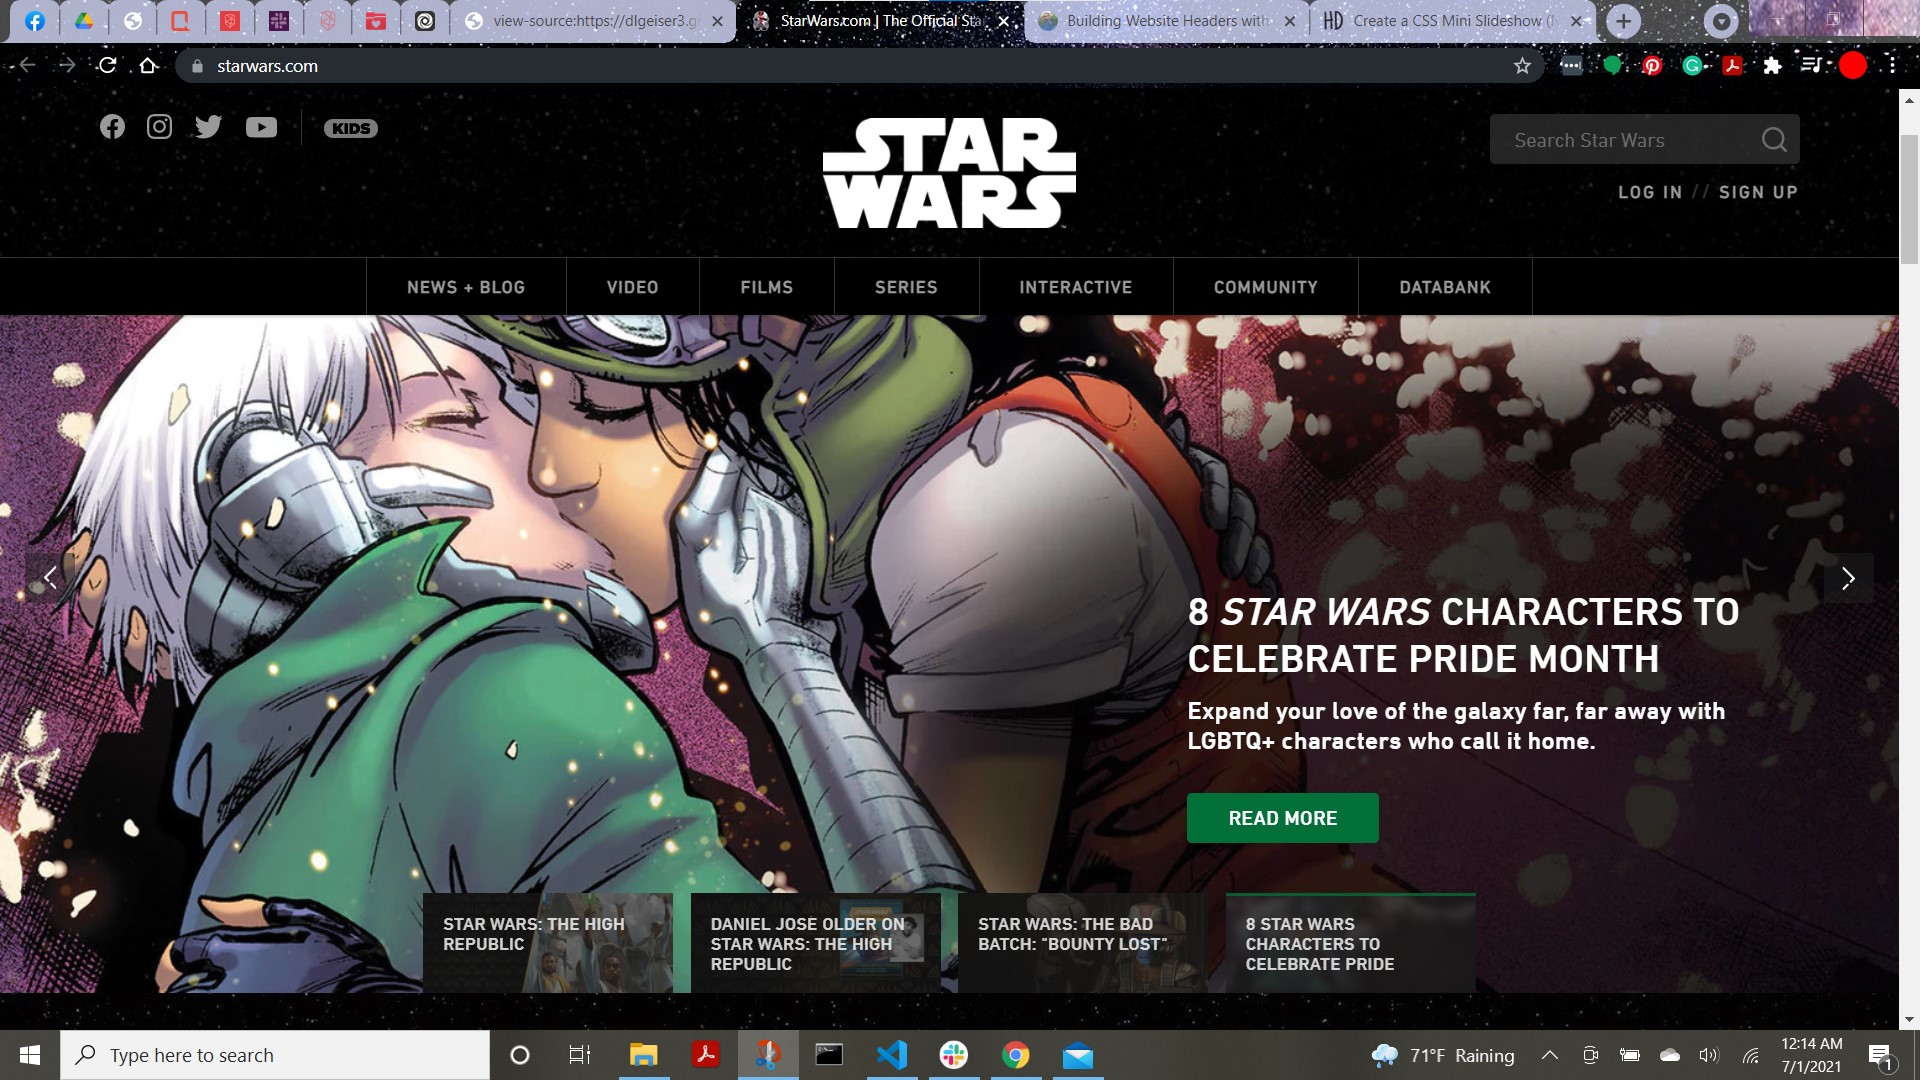 view-source:https://dlgeiser3.g
StarWars.com | The Official Sta
Building Website Headers with
HD Create a CSS Mini Slideshow (
starwars.com
KIDS
STAR
WARS
Search Star Wars
LOG IN // SIGN UP
NEWS + BLOG
VIDEO
FILMS
SERIES
INTERACTIVE
COMMUNITY
DATABANK
8 STAR WARS CHARACTERS TO
CELEBRATE PRIDE MONTH
Expand your love of the galaxy far, far away with
LGBTQ+ characters who call it home.
READ MORE
STAR WARS: THE HIGH
REPUBLIC
DANIEL JOSÉ OLDER ON
STAR WARS: THE HIGH
REPUBLIC
STAR WARS: THE BAD
BATCH: "BOUNTY LOST"
8 STAR WARS
CHARACTERS TO
CELEBRATE PRIDE
Type here to search
71°F Raining
12:14 AM
7/1/2021
1